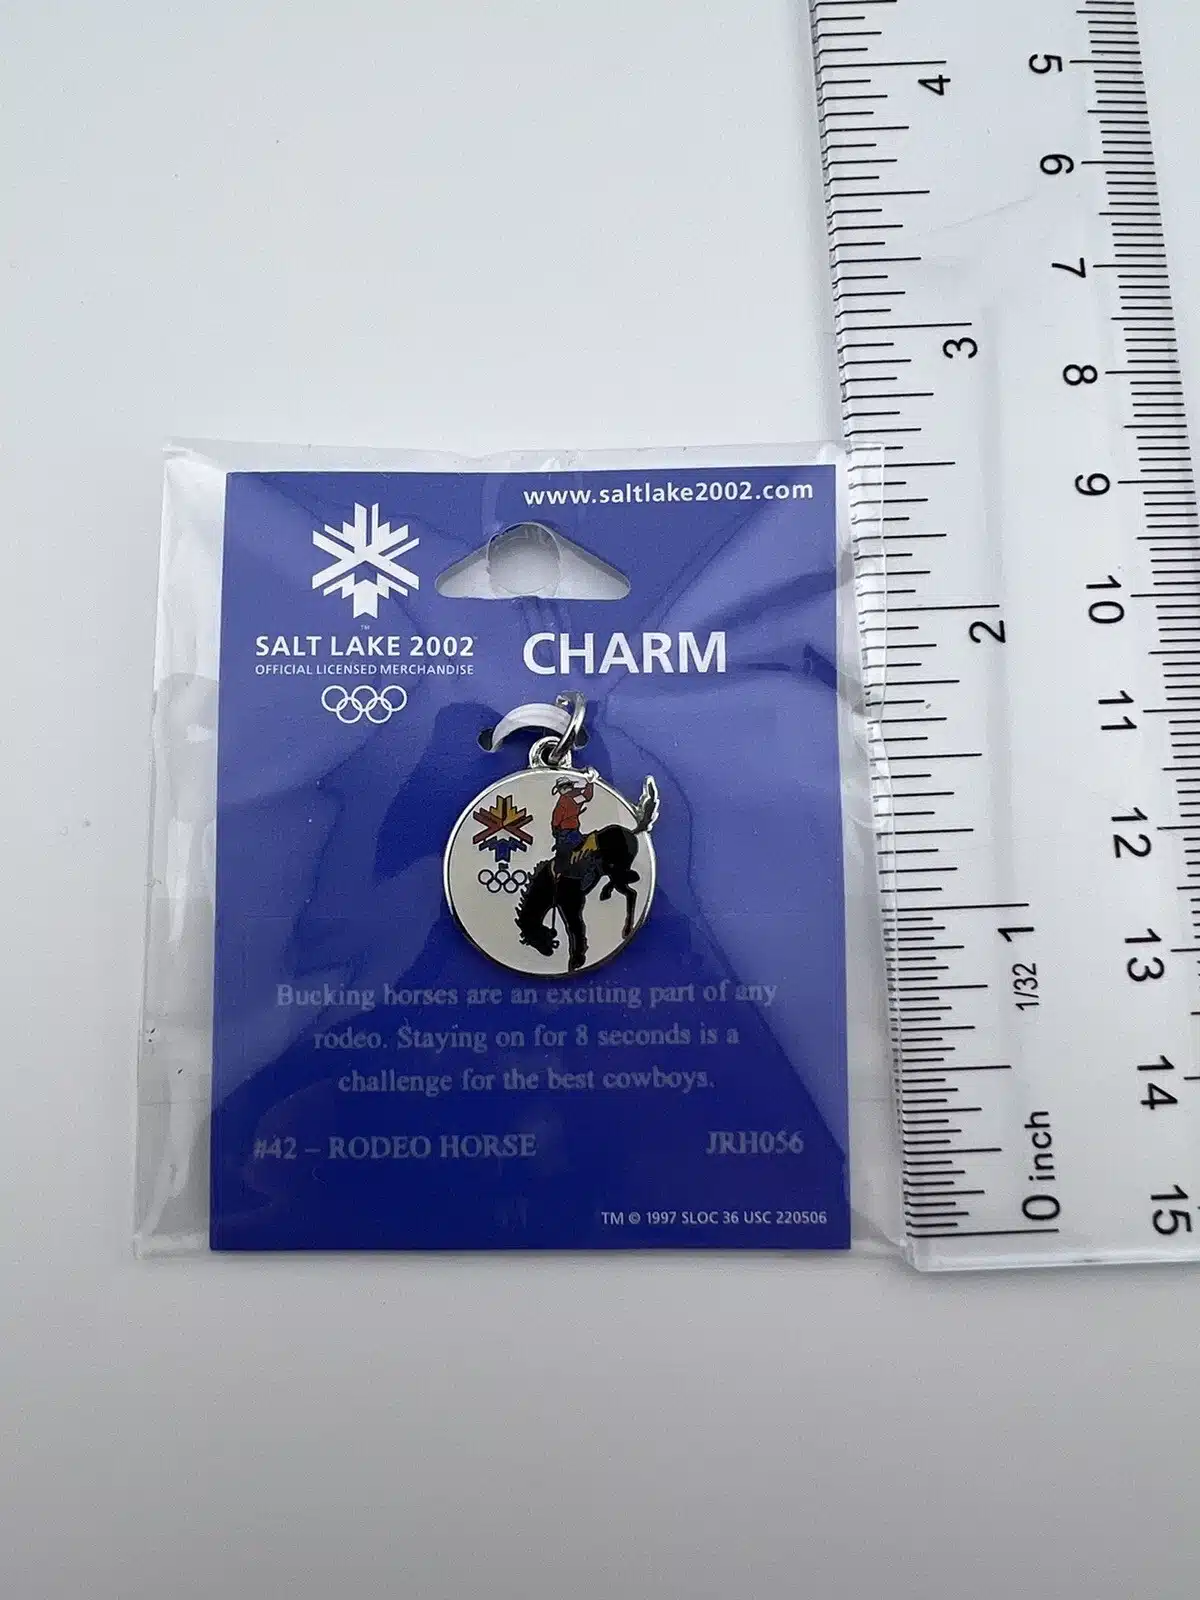 www.saltlake2002.com
TM
SALT LAKE 2002
OFFICIAL LICENSED MERCHANDISE
CHARM
Bucking horses are an exciting part of any
rodeo. Staying on for 8 seconds is a
challenge for the best cowboys.
#42 – RODEO HORSE JRH056
TM © 1997 SLOC 36 USC 220506
4
3
2
1
1/32
0 inch
5
6
7
8
9
10
11
12
13
14
15